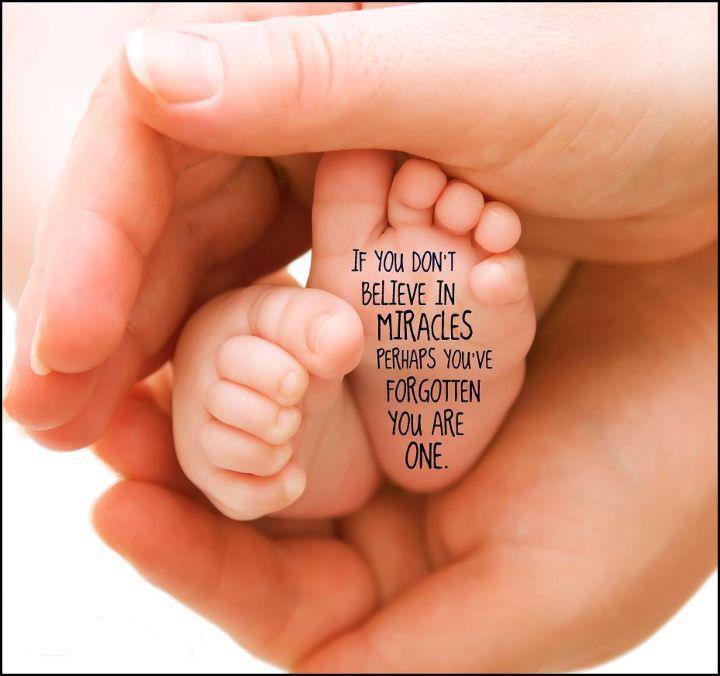 IF YOU DON'T
BELIEVE IN
MIRACLES
PERHAPS YOU'VE
FORGOTTEN
YOU ARE
ONE.